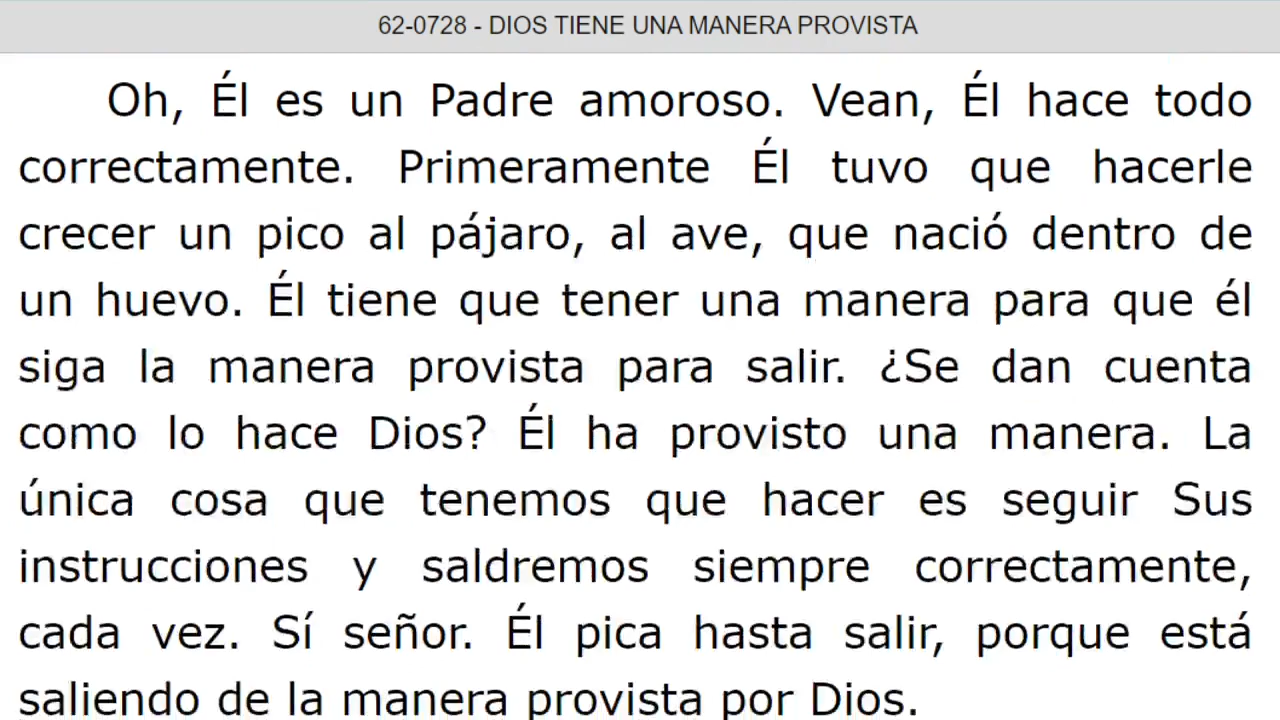 62-0728 - DIOS TIENE UNA MANERA PROVISTA
Oh, Él es un Padre amoroso. Vean, Él hace todo
correctamente. Primeramente Él tuvo que hacerle
crecer un pico al pájaro, al ave, que nació dentro de
un huevo. Él tiene que tener una manera para que él
siga la manera provista para salir. ¿Se dan cuenta
como lo hace Dios? Él ha provisto una manera. La
única cosa que tenemos que hacer es seguir Sus
instrucciones y saldremos siempre correctamente,
cada vez. Sí señor. Él pica hasta salir, porque está
saliendo de la manera provista por Dios.